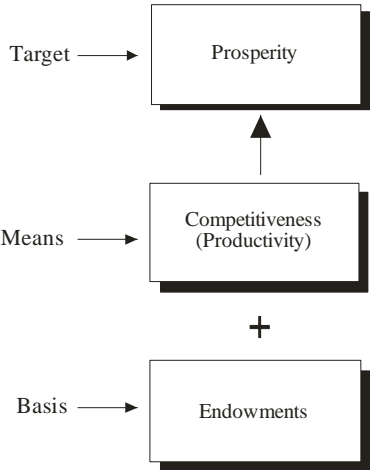 Target
Prosperity
Means
Competitiveness
(Productivity)
+
Basis
Endowments